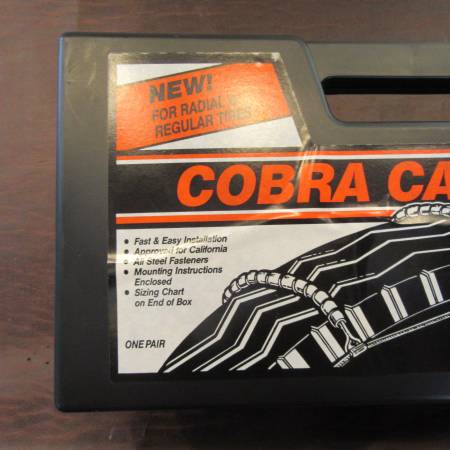 NEW!
FOR RADIAL &
REGULAR TIRES
COBRA CA
• Fast & Easy Installation
• Approved for California
• All Steel Fasteners
• Mounting Instructions
Enclosed
• Sizing Chart
on End of Box
ONE PAIR